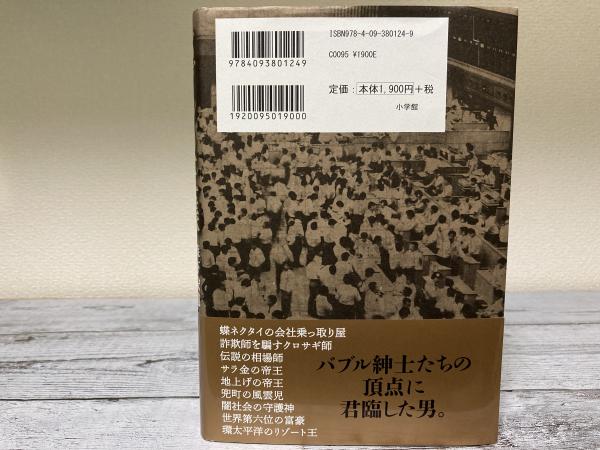 ISBN978-4-09-380124-9
C0095 ¥1900E
9784093801249
定価：本体1,900円+税
小学館
1920095019000
蝶ネクタイの会社乗っ取り屋
詐欺師を騙すクロサギ師
伝説の相場師
サラ金の帝王
地上げの帝王
兜町の風雲児
闇社会の守護神
世界第六位の富豪
環太平洋のリゾート王
バブル紳士たちの
頂点に
君臨した男。